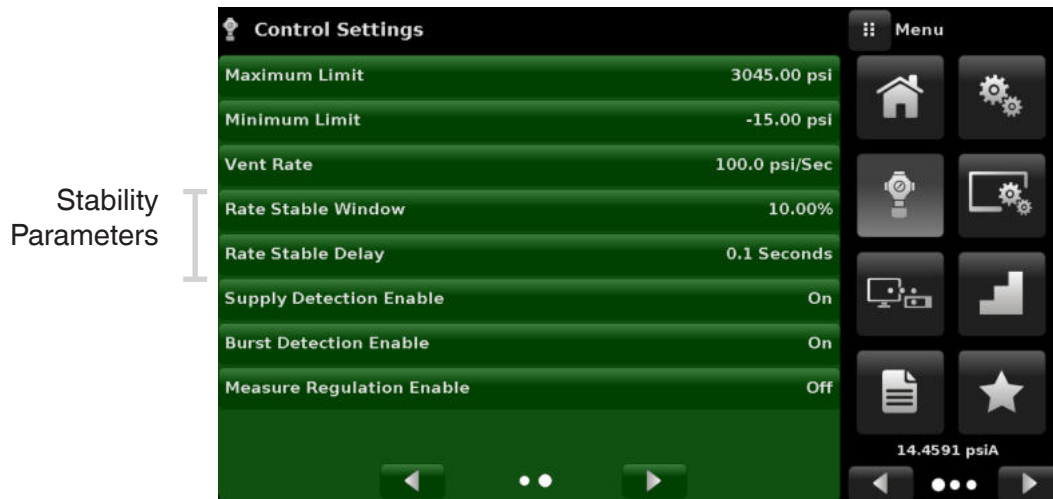 Control Settings
Menu
Maximum Limit 3045.00 psi
Minimum Limit -15.00 psi
Vent Rate 100.0 psi/Sec
Stability
Parameters
Rate Stable Window 10.00%
Rate Stable Delay 0.1 Seconds
Supply Detection Enable On
Burst Detection Enable On
Measure Regulation Enable Off
14.4591 psiA